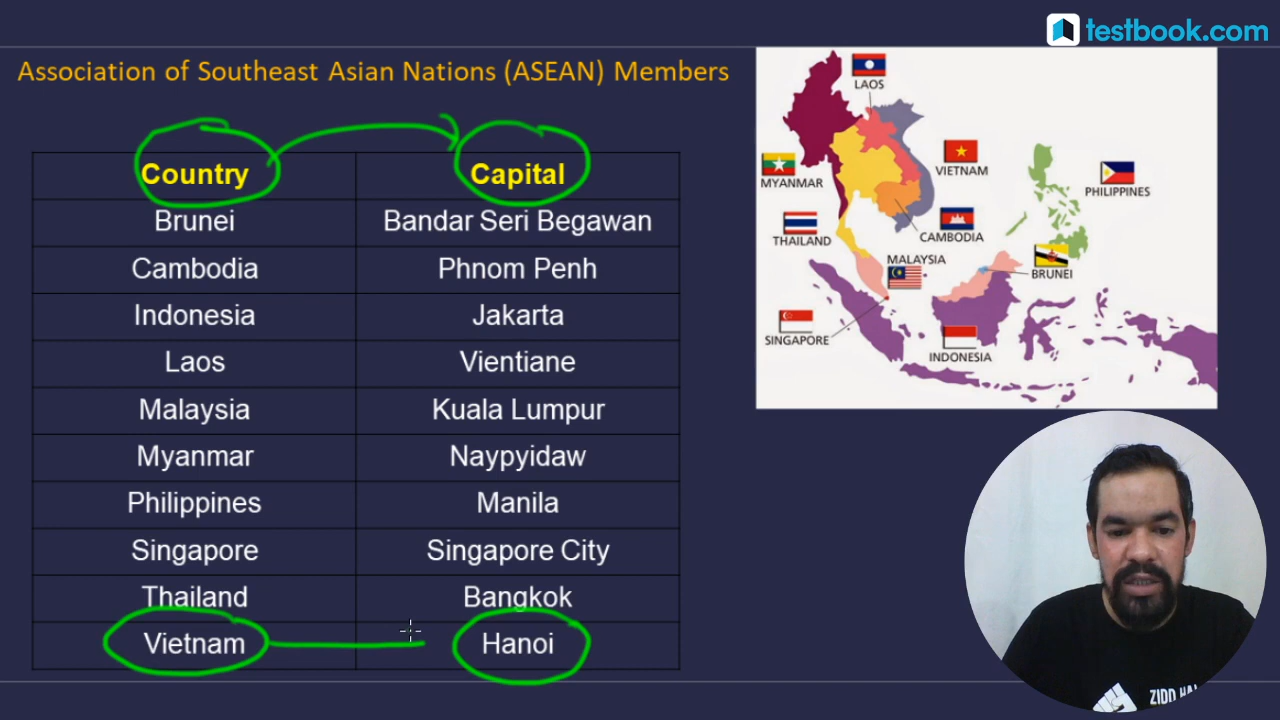 testbook.com
Association of Southeast Asian Nations (ASEAN) Members
Country Capital
Brunei Bandar Seri Begawan
Cambodia Phnom Penh
Indonesia Jakarta
Laos Vientiane
Malaysia Kuala Lumpur
Myanmar Naypyidaw
Philippines Manila
Singapore Singapore City
Thailand Bangkok
Vietnam Hanoi
LAOS
VIETNAM
MYANMAR
PHILIPPINES
THAILAND
CAMBODIA
MALAYSIA
BRUNEI
SINGAPORE
INDONESIA
ZIDD